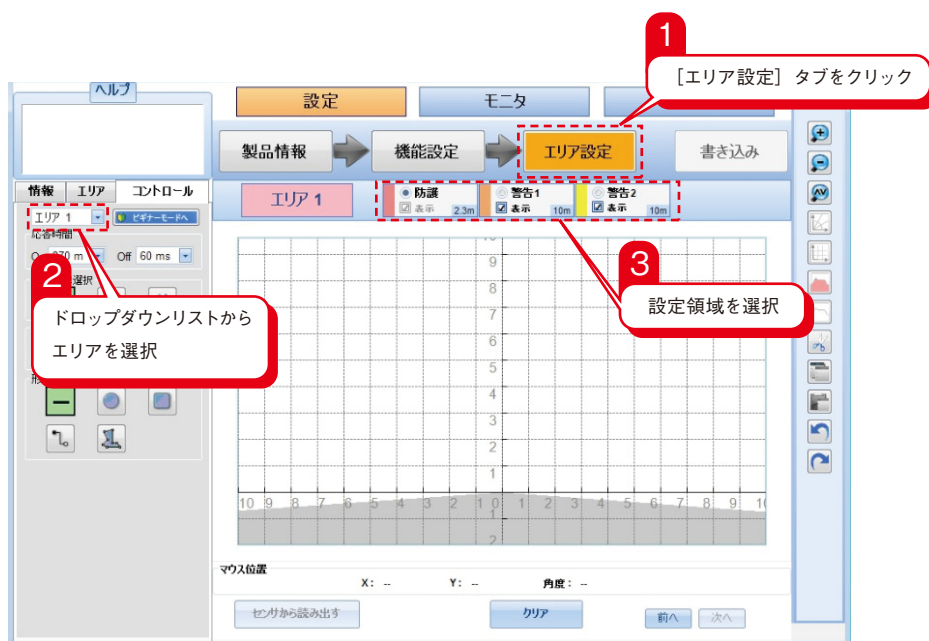 1
[エリア設定] タブをクリック
ヘルプ
設定
モニタ
製品情報
機能設定
エリア設定
書き込み
情報
エリア
コントロール
エリア 1
防護
表示
2.3m
警告1
表示
10m
警告2
表示
10m
エリア 1
ビギナーモードへ
応答時間
Off
60 ms
2
選択
ドロップダウンリストから
エリアを選択
3
設定領域を選択
9
8
7
6
5
4
3
2
1
10 9 8 7 6 5 4 3 2 1 0 1 2 3 4 5 6 7 8 9
1
2
マウス位置
X: --
Y: --
角度: --
センサから読み出す
クリア
前へ
次へ